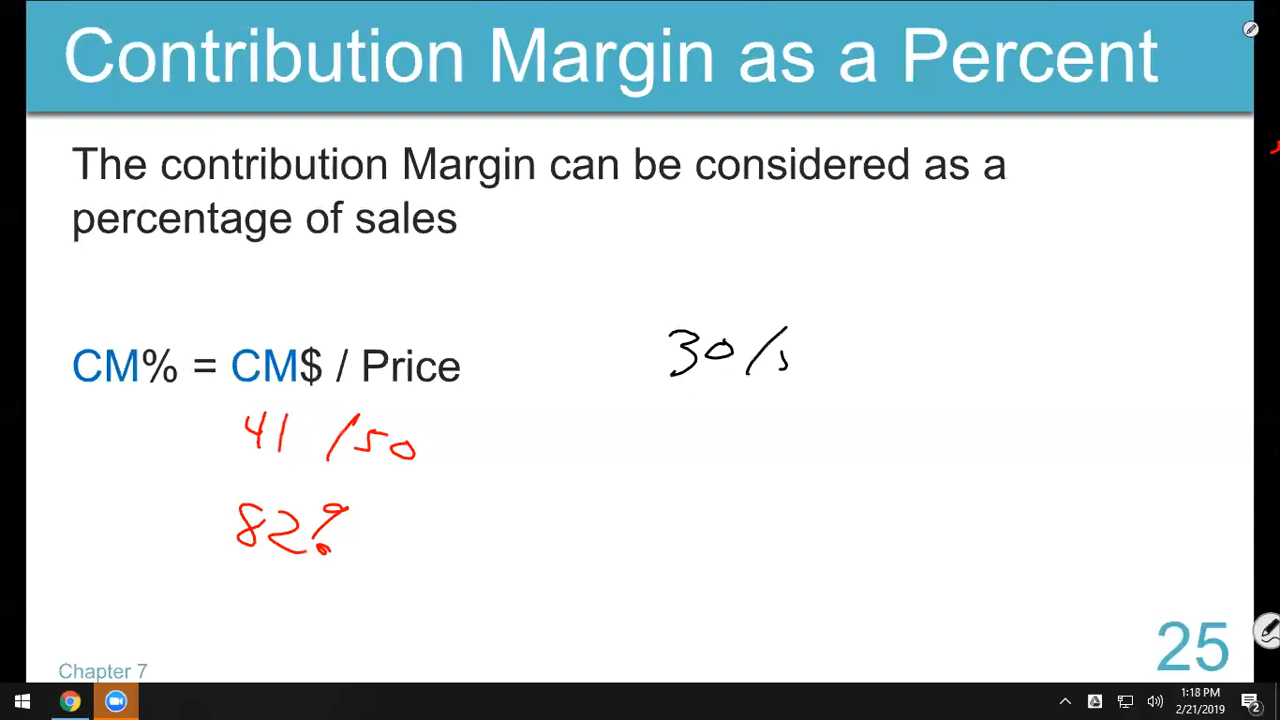 Contribution Margin as a Percent
The contribution Margin can be considered as a
percentage of sales
CM% = CM$ / Price
30/
41 /50
82%
25
Chapter 7
1:18 PM
2/21/2019
2